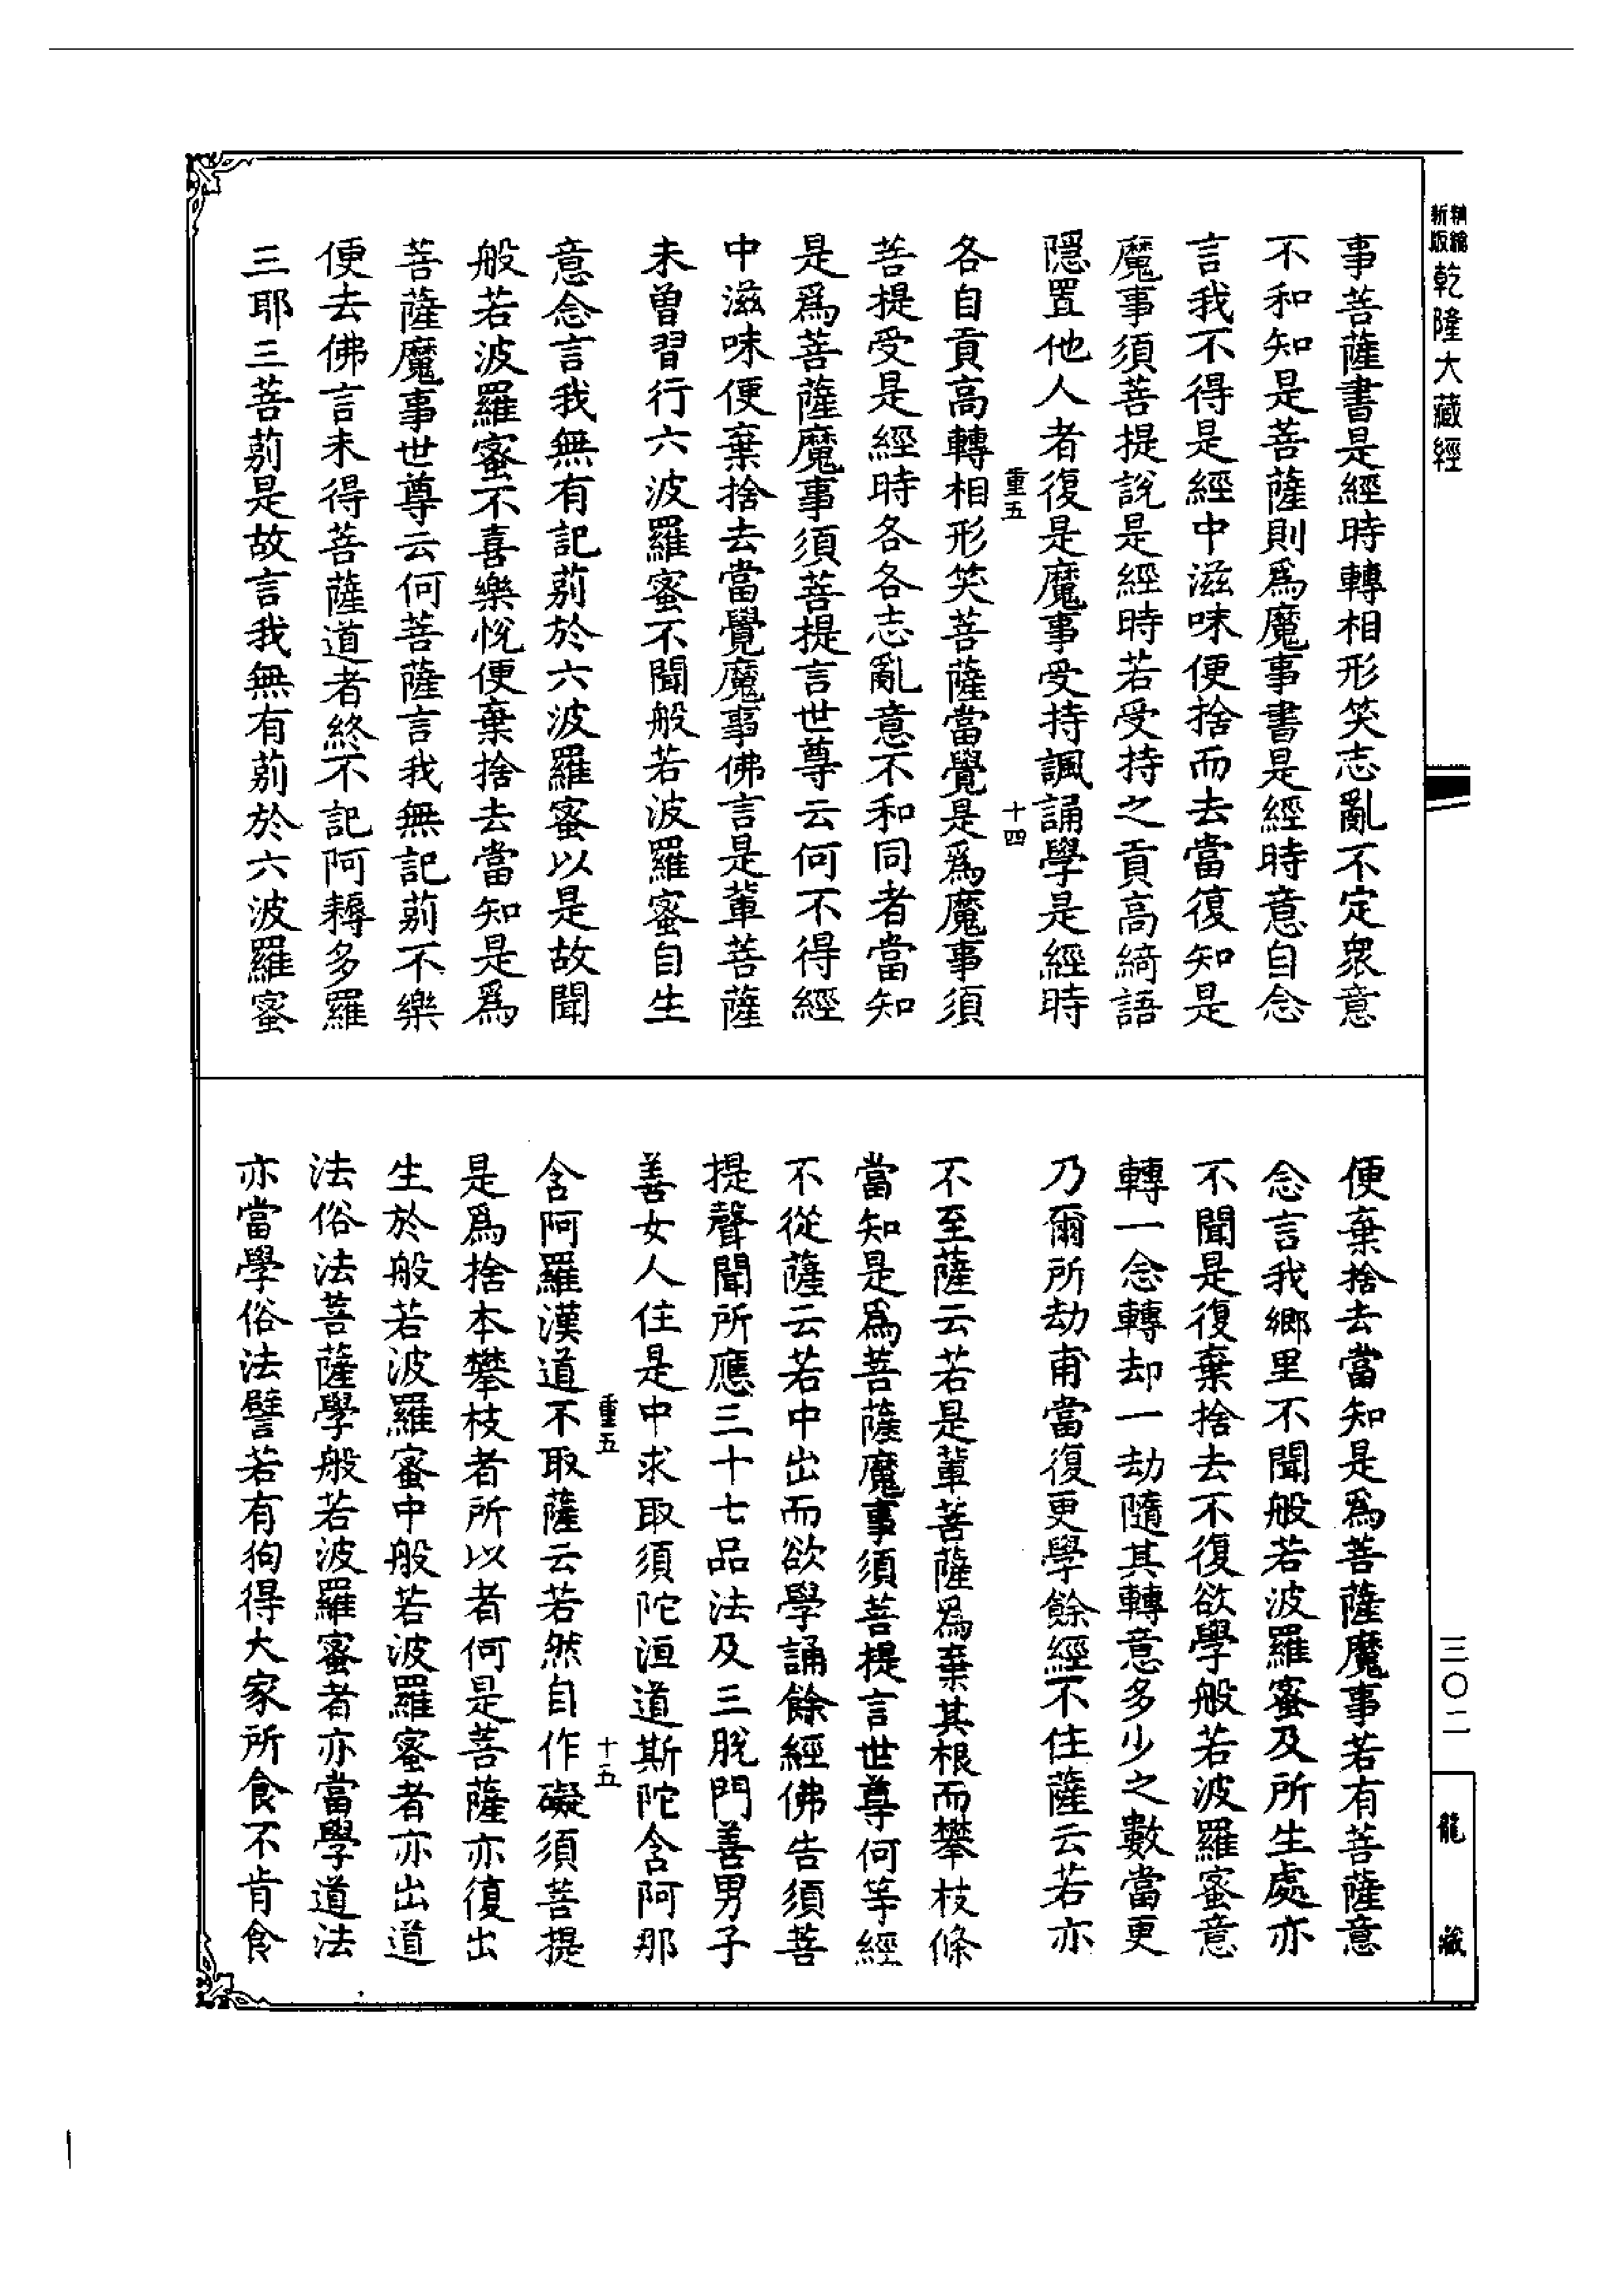 精編新版
乾隆大藏經
事菩薩書是經時轉相形笑志亂不定衆意
不和知是菩薩則爲魔事書是經時意自念
言我不得是經中滋味便捨而去當復知是
魔事須菩提說是經時若受持之貢高綺語
隱置他人者復是魔事受持諷誦學是經時
重五
十四
各自貢高轉相形笑菩薩當覺是爲魔事須
菩提受是經時各各志亂意不和同者當知
是爲菩薩魔事須菩提言世尊云何不得經
中滋味便棄捨去當覺魔事佛言是輩菩薩
未曾習行六波羅蜜不聞般若波羅蜜自生
意念言我無有記莂於六波羅蜜以是故聞
般若波羅蜜不喜樂悅便棄捨去當知是爲
菩薩魔事世尊云何菩薩言我無記莂不樂
便去佛言未得菩薩道者終不記阿耨多羅
三耶三菩莂是故言我無有莂於六波羅蜜
便棄捨去當知是爲菩薩魔事若有菩薩意
念言我鄉里不聞般若波羅蜜及所生處亦
不聞是復棄捨去不復欲學般若波羅蜜意
轉一念轉却一劫隨其轉意多少之數當更
乃爾所劫甫當復更學餘經不住薩云若亦
不至薩云若是輩菩薩爲棄其根而攀枝條
當知是爲菩薩魔事須菩提言世尊何等經
不從薩云若中出而欲學誦餘經佛告須菩
提聲聞所應三十七品法及三脫門善男子
善女人住是中求取須陀洹道斯陀含阿那
重五
十五
含阿羅漢道不取薩云若然自作礙須菩提
是爲捨本攀枝者所以者何是菩薩亦復出
生於般若波羅蜜中般若波羅蜜者亦出道
法俗法菩薩學般若波羅蜜者亦當學道法
亦當學俗法譬若有狗得大家所食不肯食
三〇二
龍藏